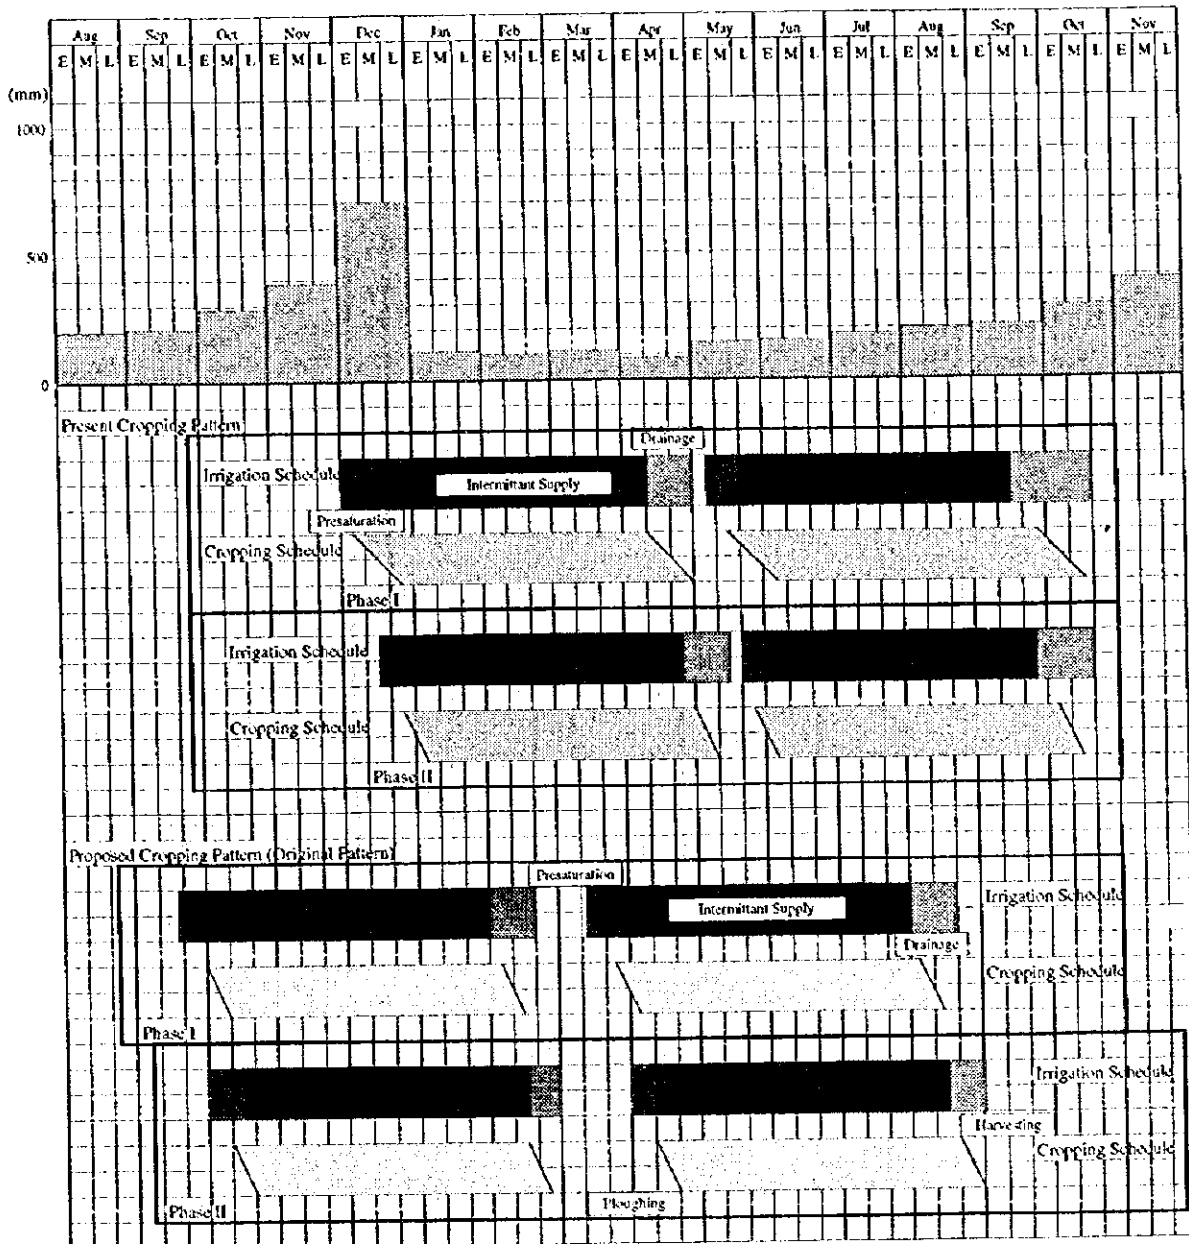 Aug Sep Oct Nov Dec Jan Feb Mar Apr May Jun Jul Aug Sep Oct Nov
E M L E M L E M L E M L E M L E M L E M L E M L E M L E M L E M L E M L E M L E M L E M L E M L
(mm)
1000
500
0
Present Cropping Pattern
Drainage
Irrigation Schedule
Intermittant Supply
Presaturation
Cropping Schedule
Phase I
Irrigation Schedule
Cropping Schedule
Phase II
Proposed Cropping Pattern (Original Pattern)
Presaturation
Intermittant Supply
Irrigation Schedule
Drainage
Cropping Schedule
Phase I
Irrigation Schedule
Harvesting
Cropping Schedule
Ploughing
Phase II